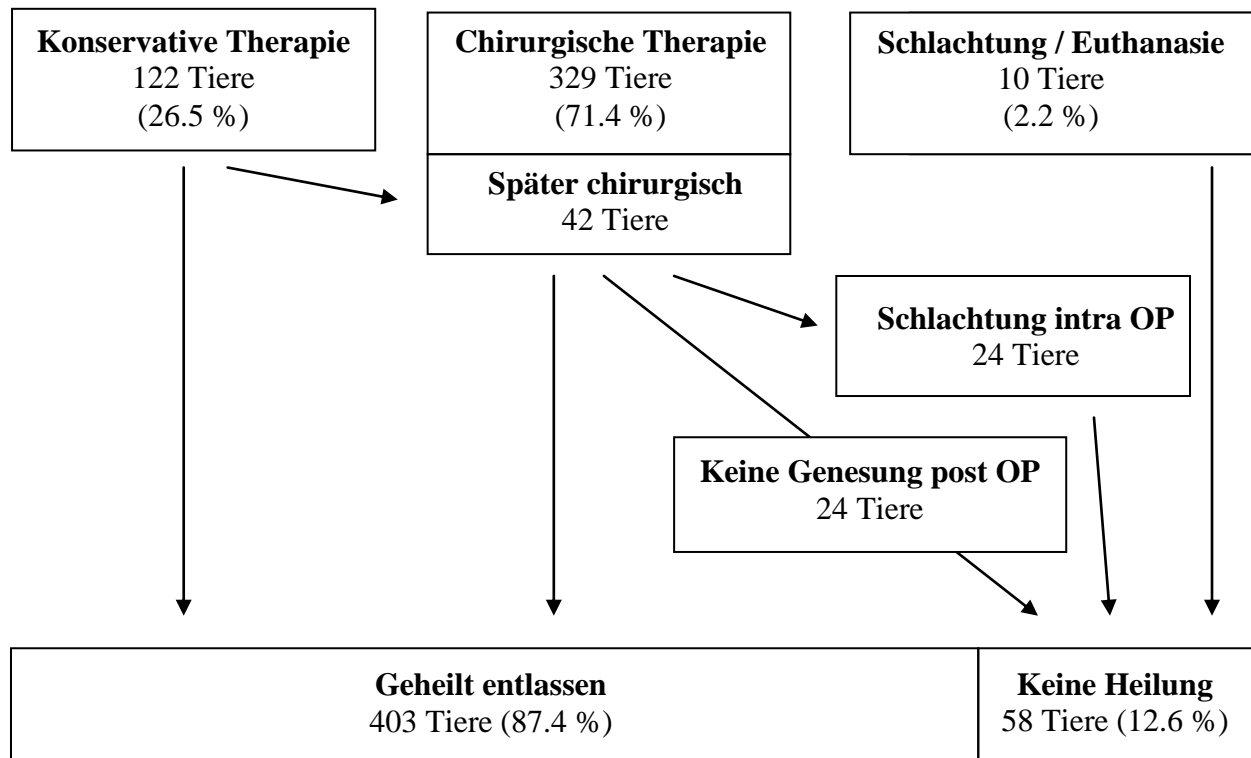 Konservative Therapie
122 Tiere
(26.5 %)
Chirurgische Therapie
329 Tiere
(71.4 %)
Schlachtung / Euthanasie
10 Tiere
(2.2 %)
Später chirurgisch
42 Tiere
Schlachtung intra OP
24 Tiere
Keine Genesung post OP
24 Tiere
Geheilt entlassen
403 Tiere (87.4 %)
Keine Heilung
58 Tiere (12.6 %)